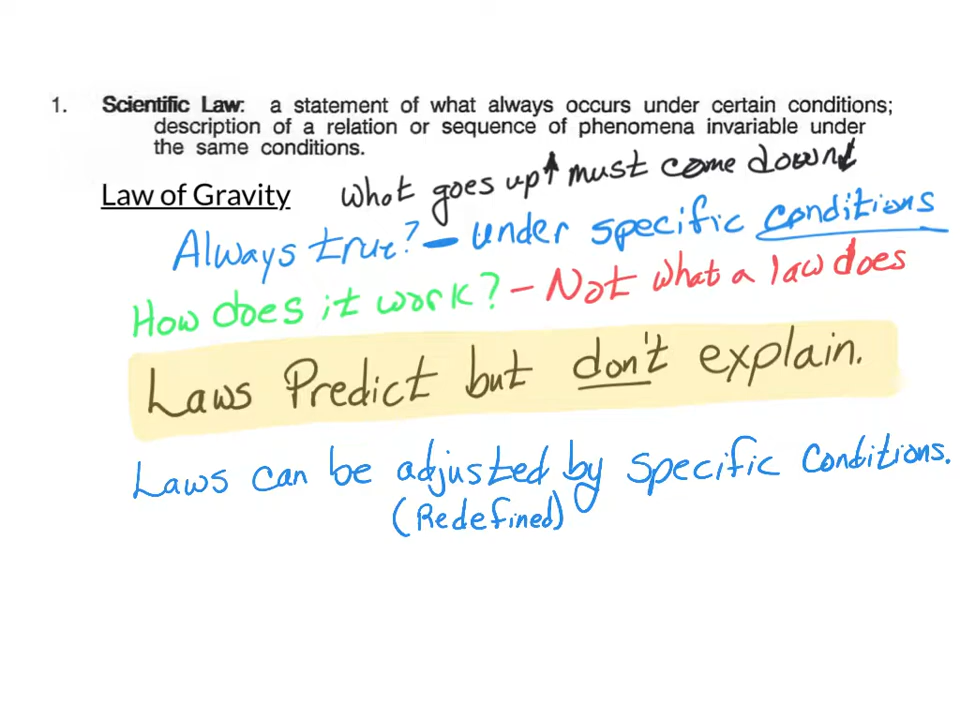 1. Scientific Law: a statement of what always occurs under certain conditions;
description of a relation or sequence of phenomena invariable under
the same conditions.
Law of Gravity What goes up↑ must come down↓
Always true? – under specific conditions
How does it work? – Not what a law does
Laws Predict but don't explain.
Laws can be adjusted by specific conditions.
(Redefined)